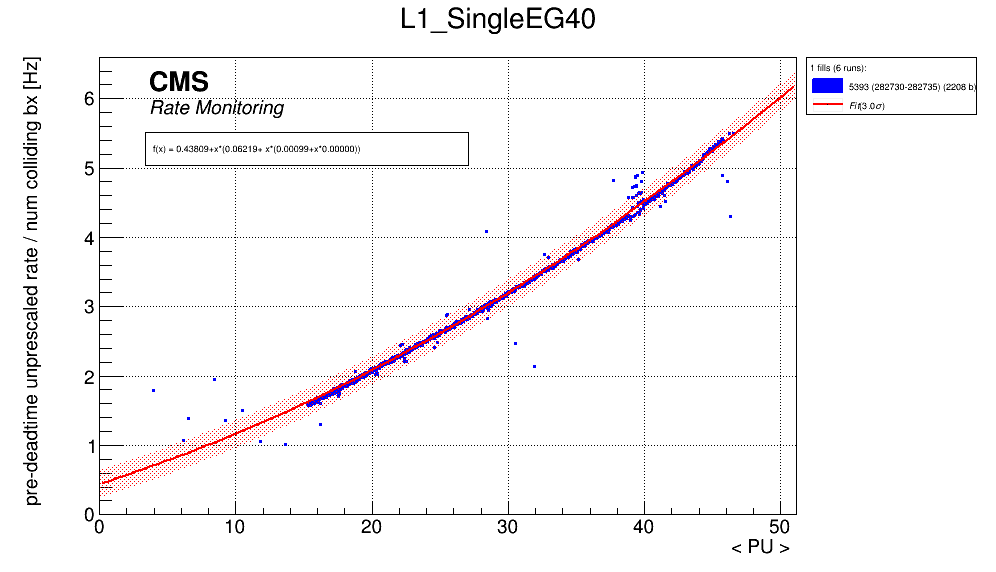 L1_SingleEG40
pre-deadtime unprescaled rate / num colliding bx [Hz]
CMS
Rate Monitoring
f(x) = 0.43809+x*(0.06219+ x*(0.00099+x*0.00000))
1 fills (6 runs):
5393 (282730-282735) (2208 b)
Fit(3.0σ)
6
5
4
3
2
1
0
0 10 20 30 40 50
< PU >